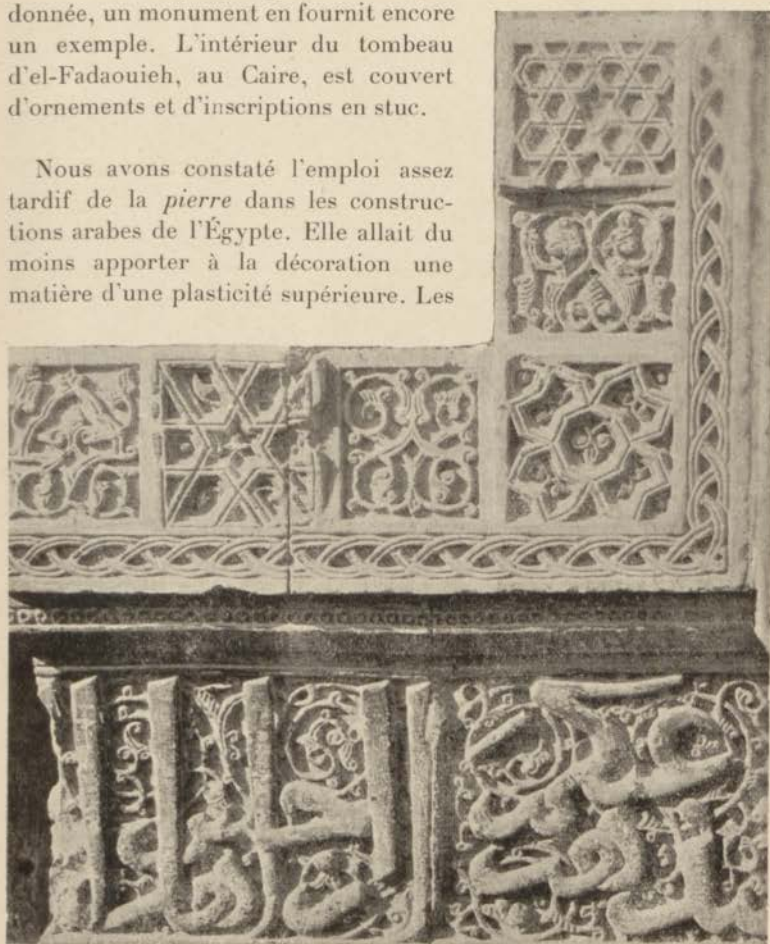 donnée, un monument en fournit encore
un exemple. L'intérieur du tombeau
d'el-Fadaouieh, au Caire, est couvert
d'ornements et d'inscriptions en stuc.
Nous avons constaté l'emploi assez
tardif de la pierre dans les construc-
tions arabes de l'Égypte. Elle allait du
moins apporter à la décoration une
matière d'une plasticité supérieure. Les